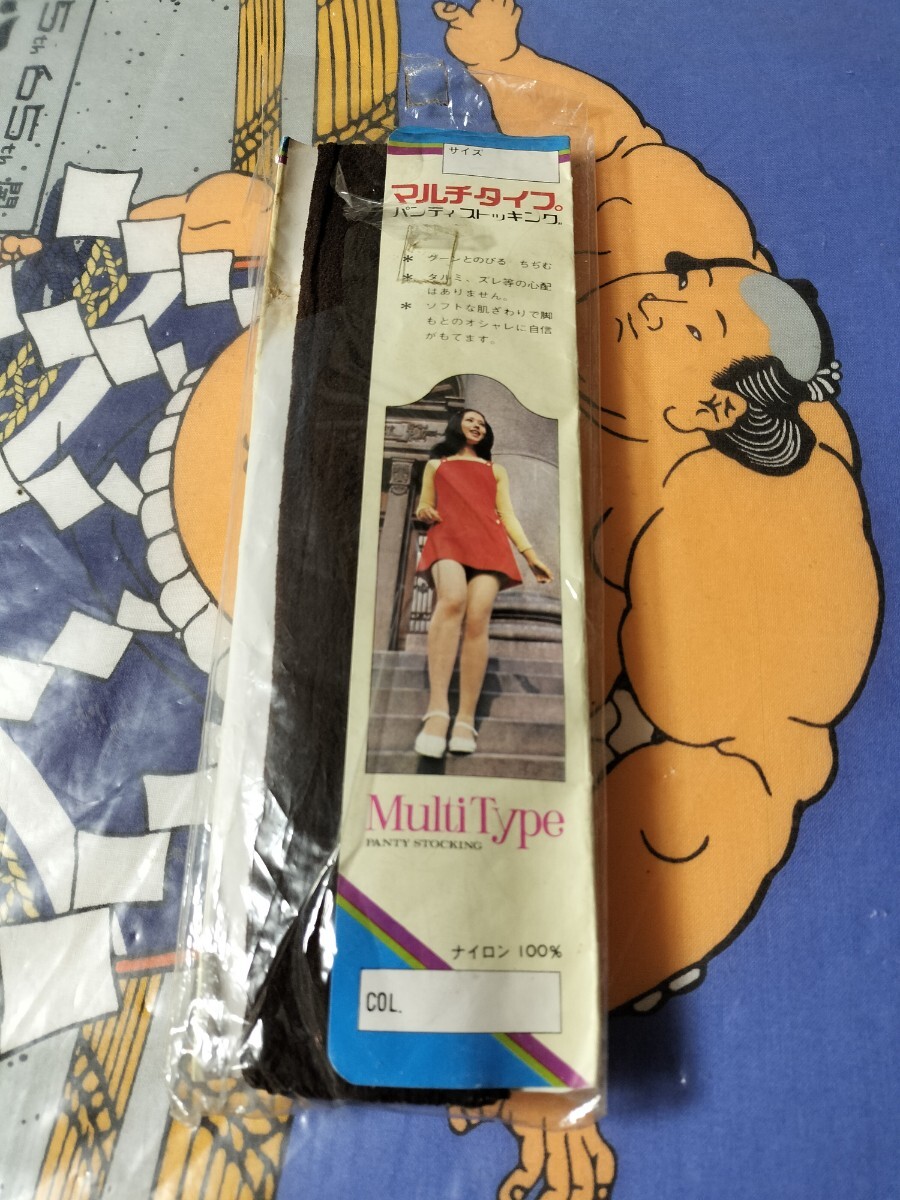 サイズ
マルチ・タイプ。
パンティストッキング。
* グーンとのびる ちぢむ
* タルミ、ズレ等の心配
はありません。
* ソフトな肌ざわりで脚
もとのオシャレに自信
がもてます。
Multi Type
PANTY STOCKING
ナイロン 100%
COL.
5th
65th